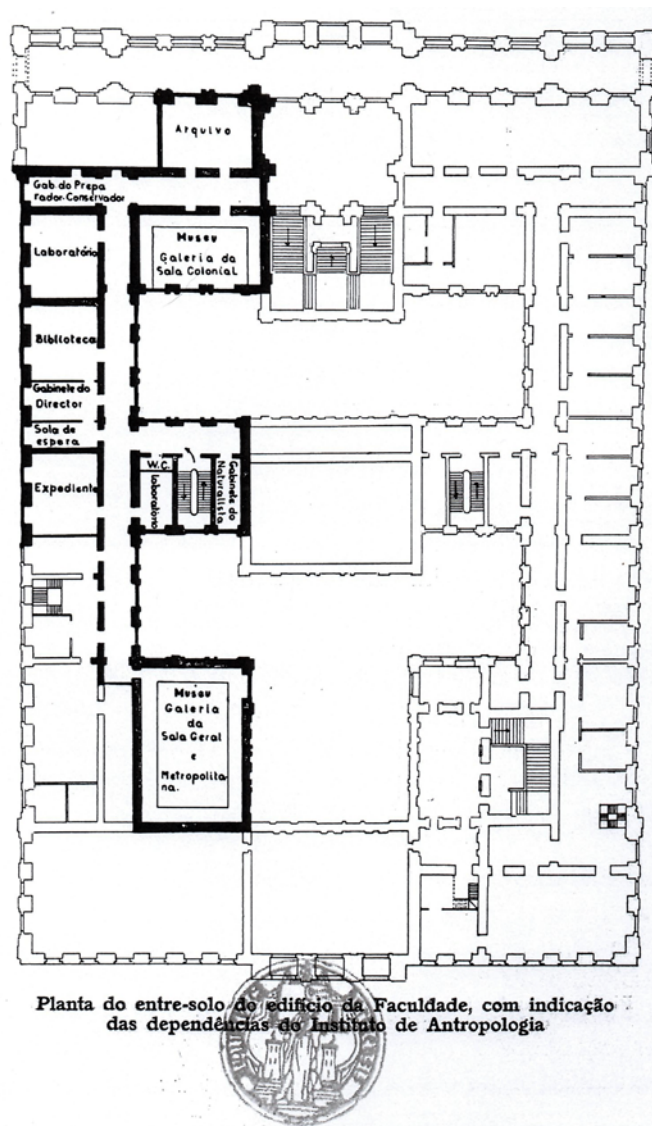 Arquivo
Gab. do Prepa
rador-Conservador
Laboratório
Museu
Galeria da
Sala Colonial
Biblioteca
Gabinete do
Director
Sala de
espera
Expediente
W.C.
laboratório
Gabinete do
Naturalista
Museu
Galeria
da
Sala Geral
e
Metropolita-
na.
Planta do entre-solo do edifício da Faculdade, com indicação
das dependências do Instituto de Antropologia